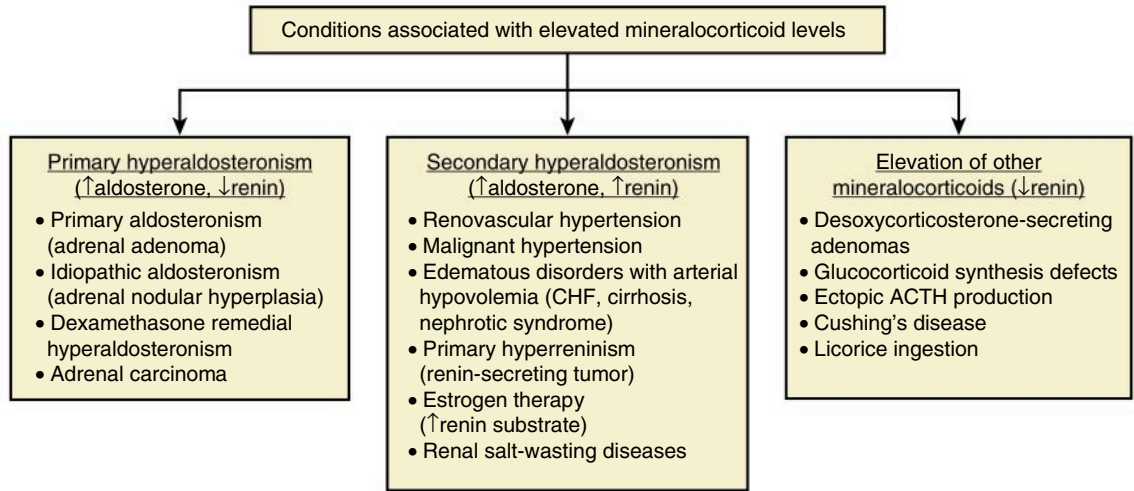 Conditions associated with elevated mineralocorticoid levels
Primary hyperaldosteronism
(↑aldosterone, ↓renin)
• Primary aldosteronism
(adrenal adenoma)
• Idiopathic aldosteronism
(adrenal nodular hyperplasia)
• Dexamethasone remedial
hyperaldosteronism
• Adrenal carcinoma
Secondary hyperaldosteronism
(↑aldosterone, ↑renin)
• Renovascular hypertension
• Malignant hypertension
• Edematous disorders with arterial
hypovolemia (CHF, cirrhosis,
nephrotic syndrome)
• Primary hyperreninism
(renin-secreting tumor)
• Estrogen therapy
(↑renin substrate)
• Renal salt-wasting diseases
Elevation of other
mineralocorticoids (↓renin)
• Desoxycorticosterone-secreting
adenomas
• Glucocorticoid synthesis defects
• Ectopic ACTH production
• Cushing's disease
• Licorice ingestion